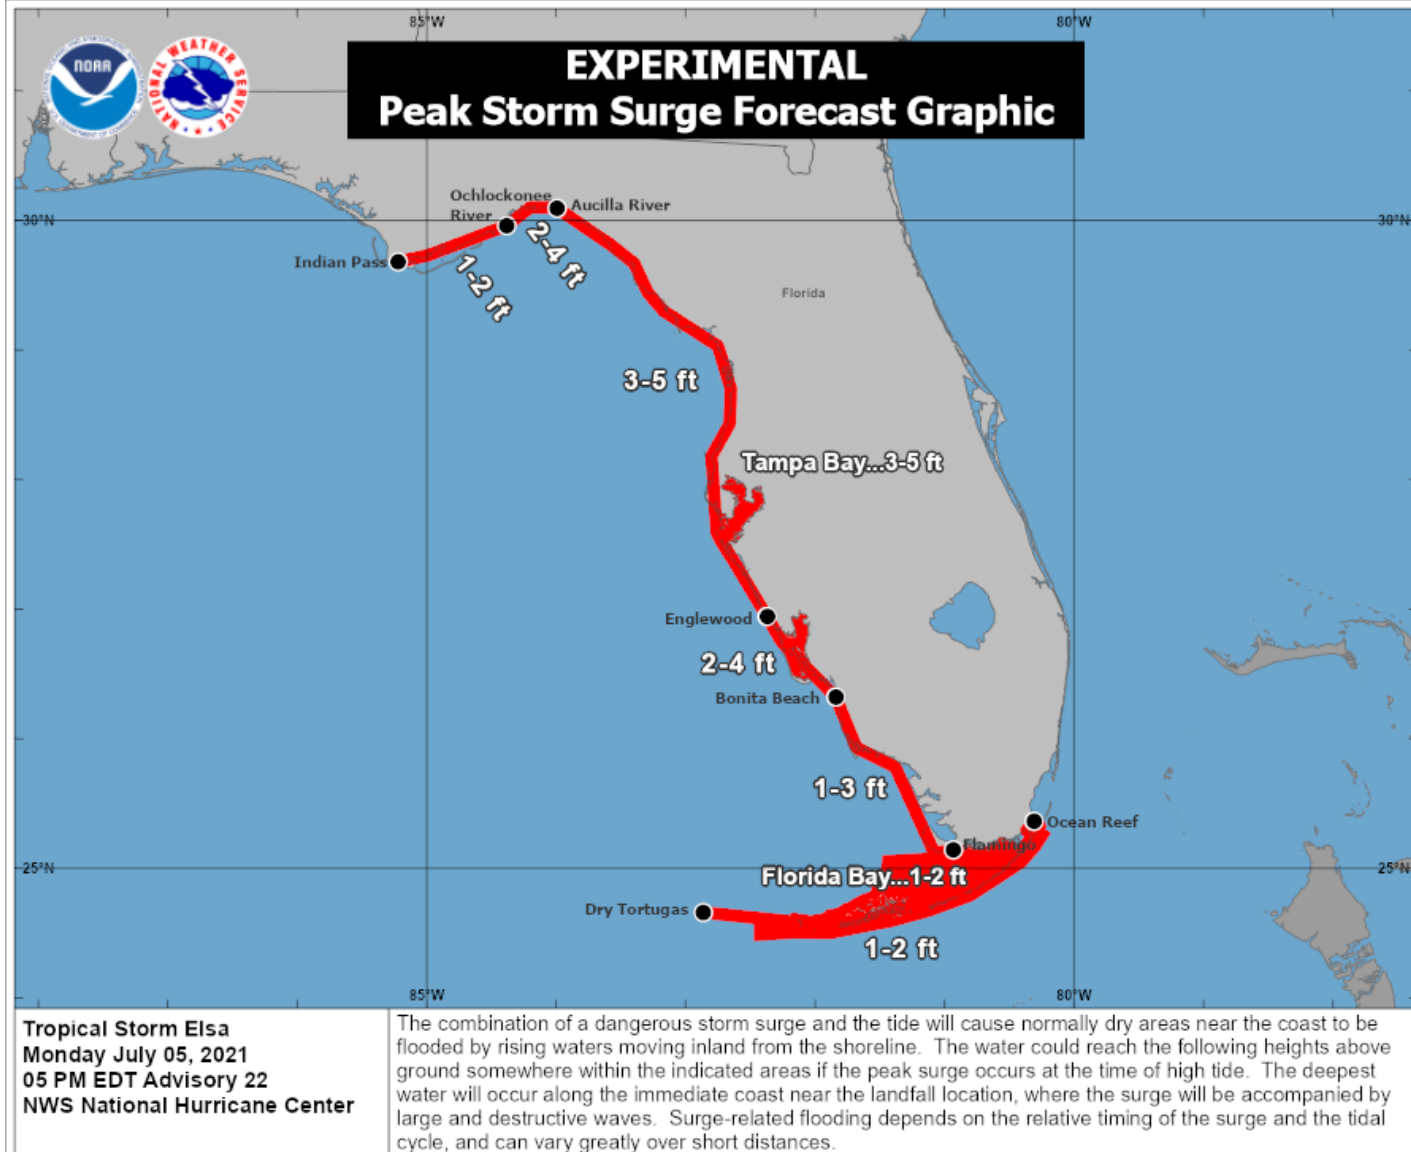 85°W
80°W
NOAA
NATIONAL WEATHER SERVICE
EXPERIMENTAL
Peak Storm Surge Forecast Graphic
Ochlockonee
River
Aucilla River
30°N
30°N
2-4 ft
Indian Pass
1-2 ft
Florida
3-5 ft
Tampa Bay...3-5 ft
Englewood
2-4 ft
Bonita Beach
1-3 ft
Ocean Reef
Flamingo
25°N
25°N
Florida Bay...1-2 ft
Dry Tortugas
1-2 ft
85°W
80°W
Tropical Storm Elsa
Monday July 05, 2021
05 PM EDT Advisory 22
NWS National Hurricane Center
The combination of a dangerous storm surge and the tide will cause normally dry areas near the coast to be
flooded by rising waters moving inland from the shoreline.  The water could reach the following heights above
ground somewhere within the indicated areas if the peak surge occurs at the time of high tide.  The deepest
water will occur along the immediate coast near the landfall location, where the surge will be accompanied by
large and destructive waves.  Surge-related flooding depends on the relative timing of the surge and the tidal
cycle, and can vary greatly over short distances.